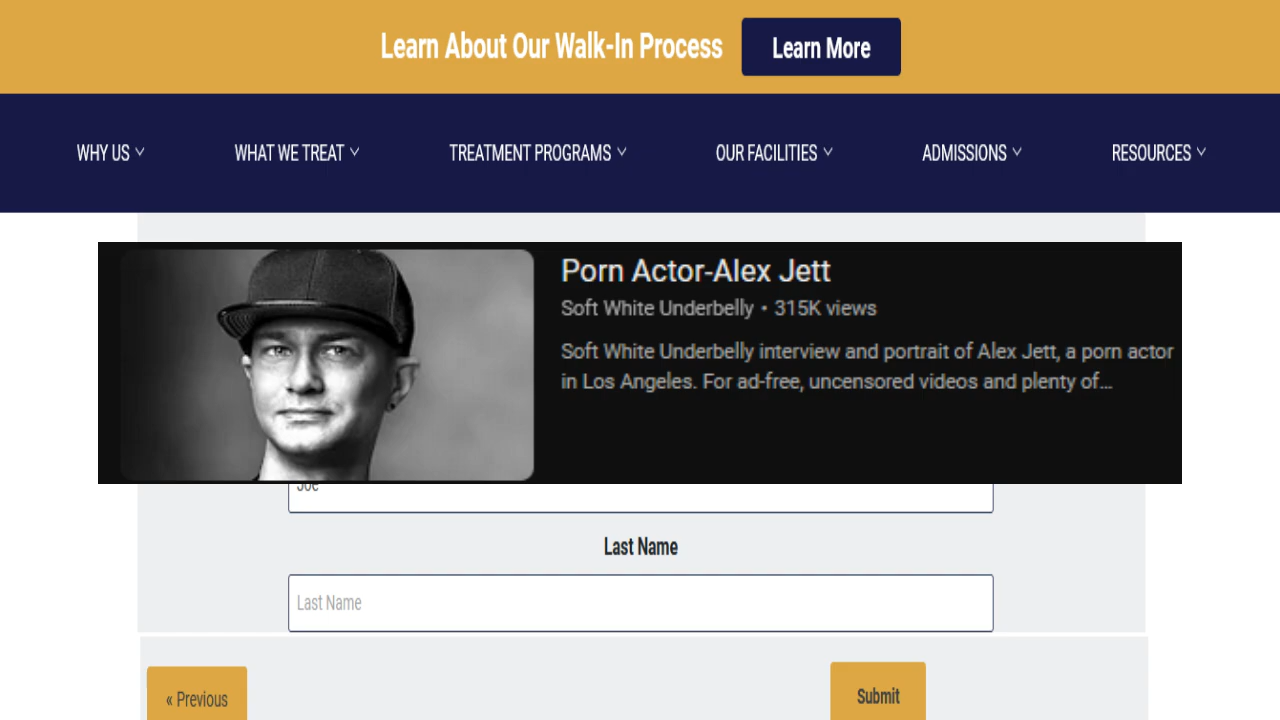 Learn About Our Walk-In Process Learn More
WHY US WHAT WE TREAT TREATMENT PROGRAMS OUR FACILITIES ADMISSIONS RESOURCES
Porn Actor-Alex Jett
Soft White Underbelly • 315K views
Soft White Underbelly interview and portrait of Alex Jett, a porn actor
in Los Angeles. For ad-free, uncensored videos and plenty of...
Joe
Last Name
Last Name
« Previous Submit